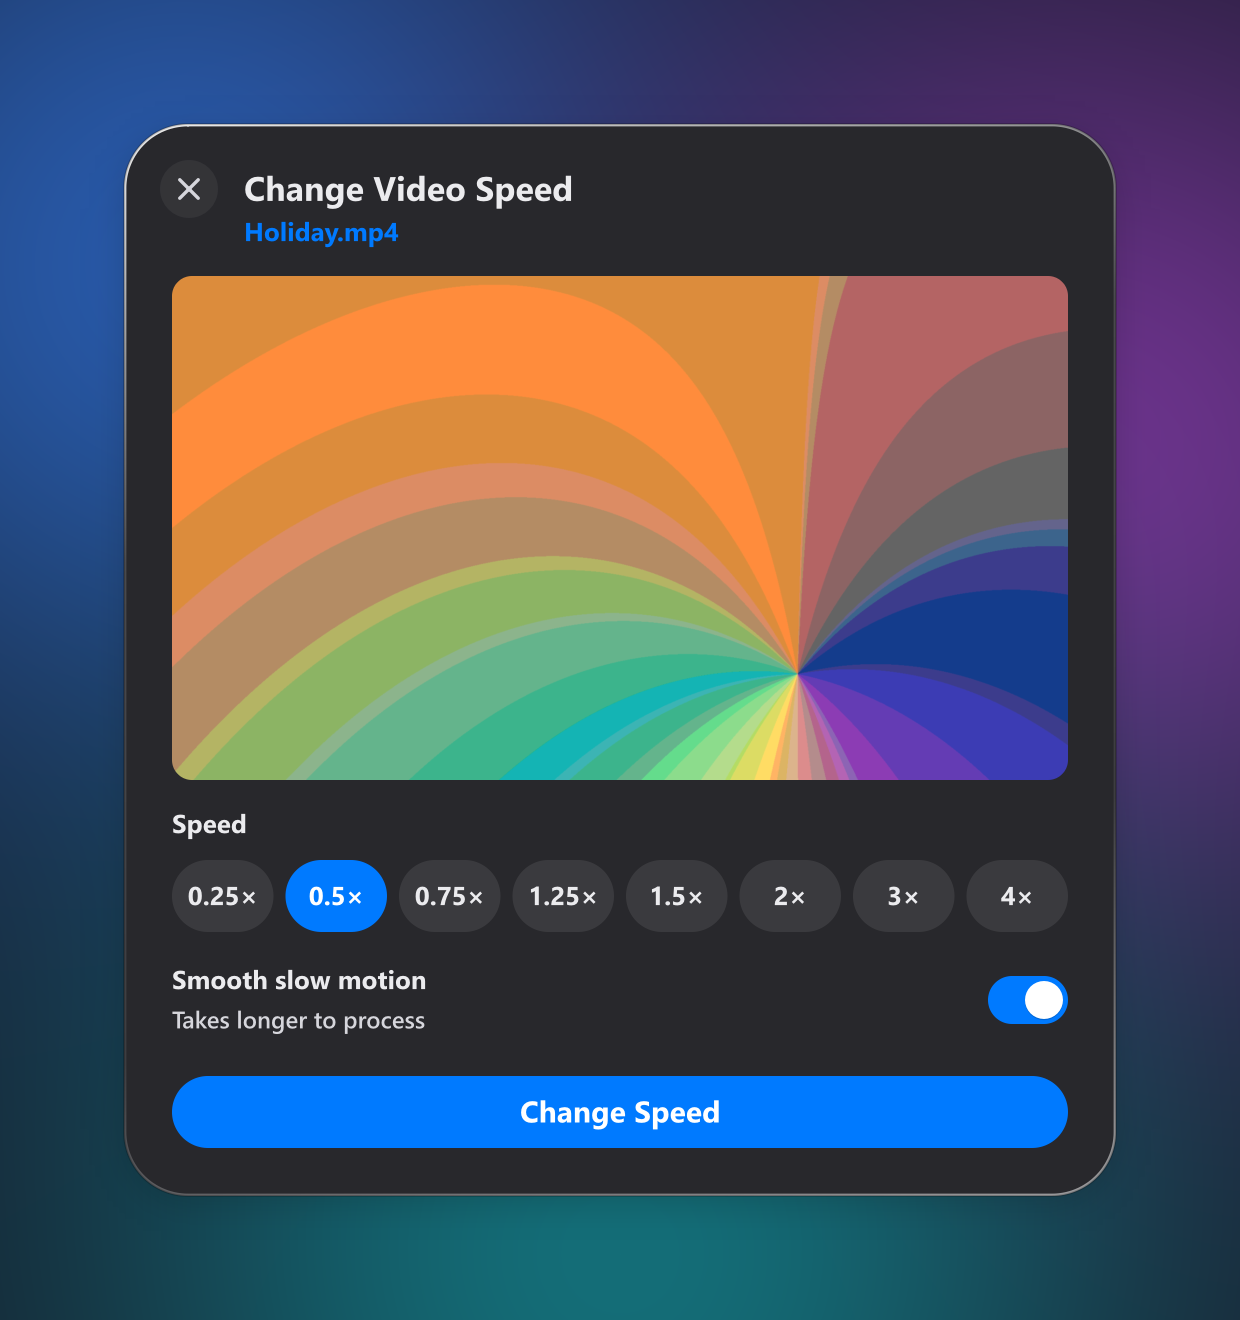 Change Video Speed
Holiday.mp4
Speed
0.25× 0.5× 0.75× 1.25× 1.5× 2× 3× 4×
Smooth slow motion
Takes longer to process
Change Speed